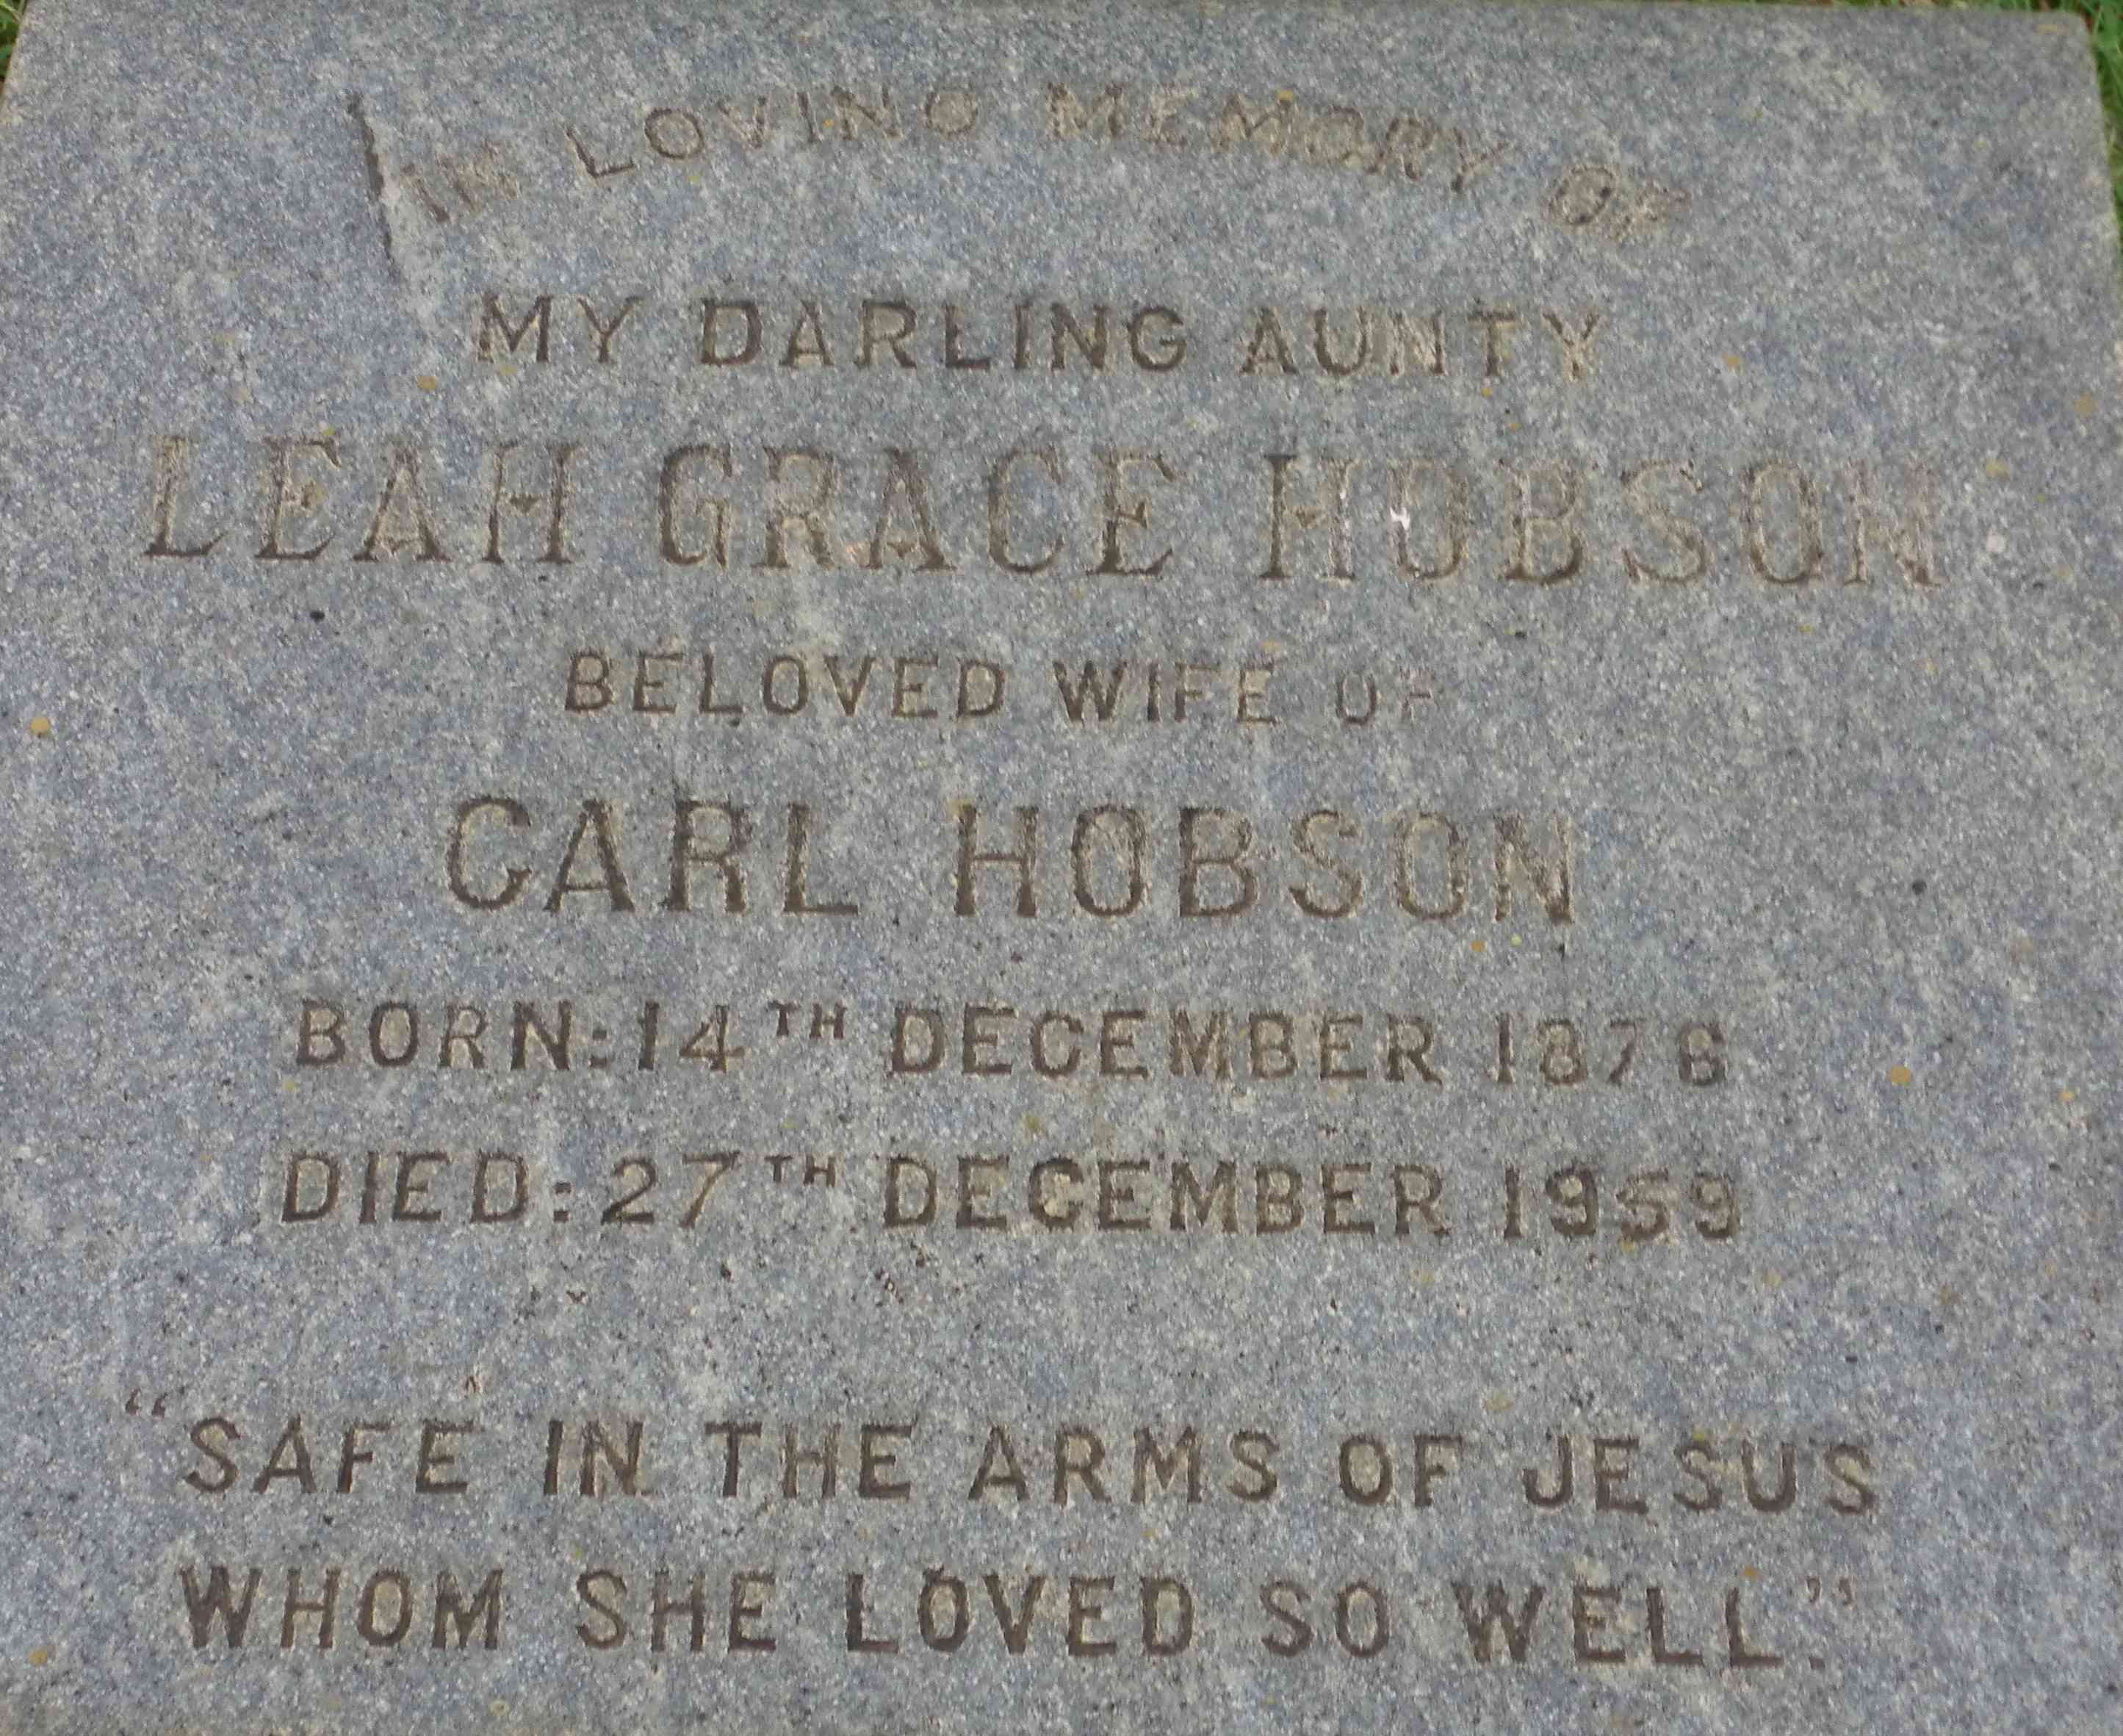 IN LOVING MEMORY OF
MY DARLING AUNTY
LEAH GRACE HOBSON
BELOVED WIFE OF
CARL HOBSON
BORN: 14TH DECEMBER 1878
DIED: 27TH DECEMBER 1959
"SAFE IN THE ARMS OF JESUS
WHOM SHE LOVED SO WELL."